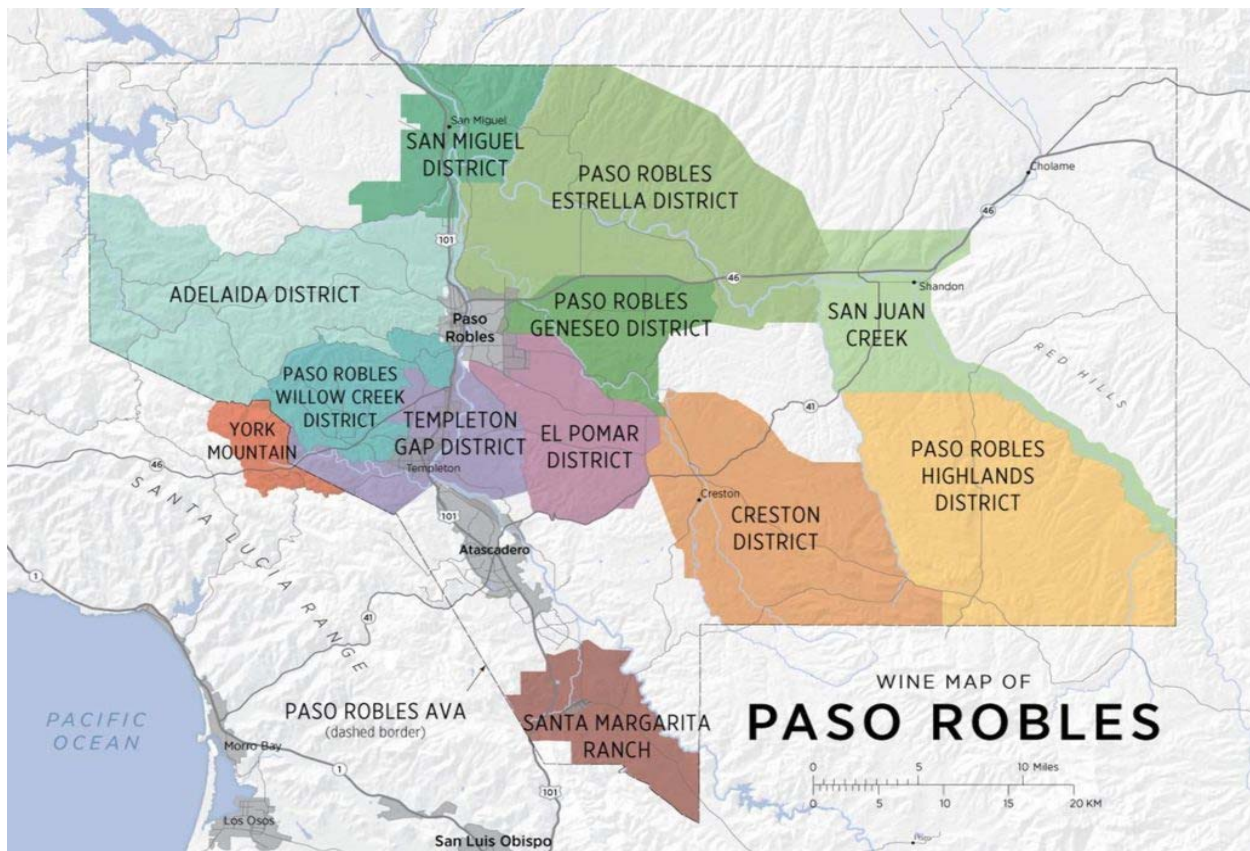 San Miguel
SAN MIGUEL
DISTRICT
PASO ROBLES
ESTRELLA DISTRICT
Cholame
46
101
ADELAIDA DISTRICT
46
Shandon
PASO ROBLES
GENESEO DISTRICT
SAN JUAN
CREEK
Paso
Robles
RED HILLS
PASO ROBLES
WILLOW CREEK
DISTRICT
41
YORK
MOUNTAIN
TEMPLETON
GAP DISTRICT
EL POMAR
DISTRICT
PASO ROBLES
HIGHLANDS
DISTRICT
46
Templeton
Creston
CRESTON
DISTRICT
SANTA LUCIA RANGE
101
Atascadero
1
41
PASO ROBLES AVA
(dashed border)
SANTA MARGARITA
RANCH
WINE MAP OF
PASO ROBLES
0 5 10 Miles
0 5 10 15 20 KM
PACIFIC
OCEAN
Morro Bay
1
101
Los Osos
San Luis Obispo